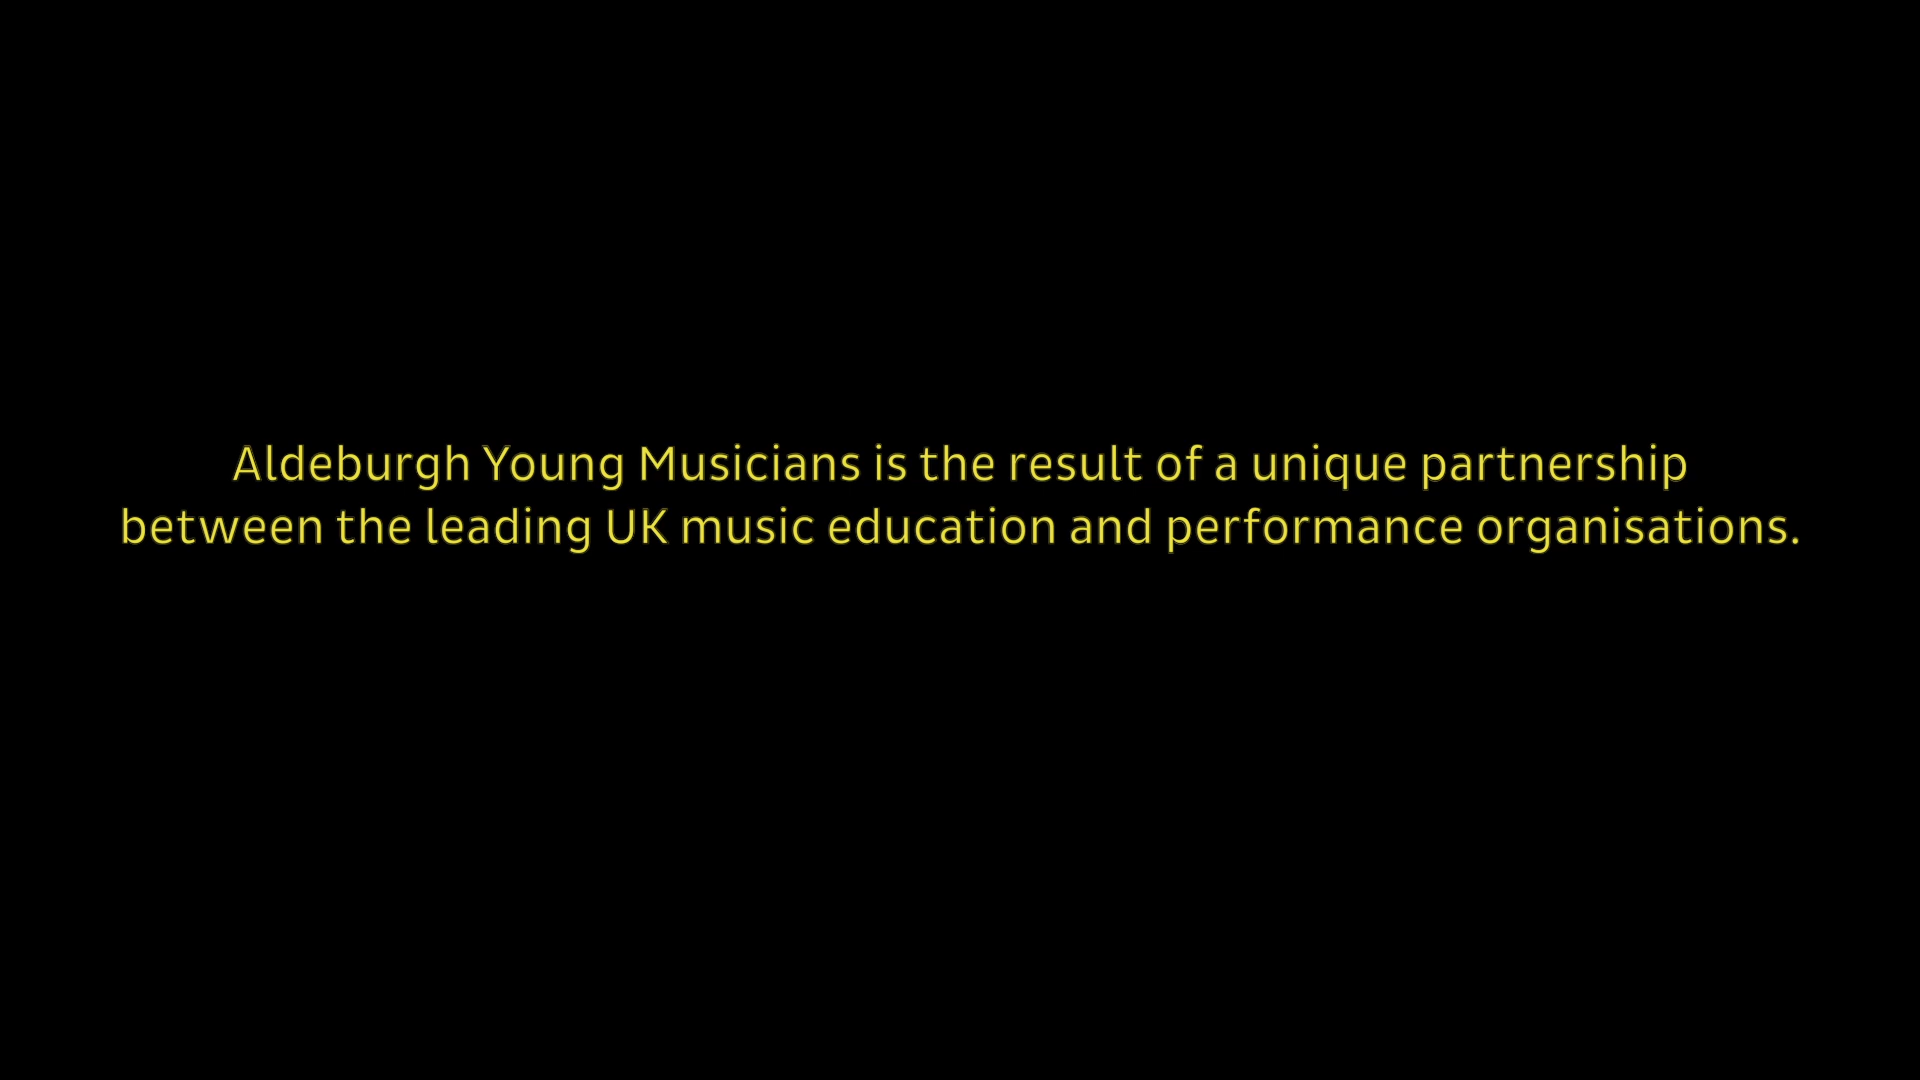 Aldeburgh Young Musicians is the result of a unique partnership
between the leading UK music education and performance organisations.